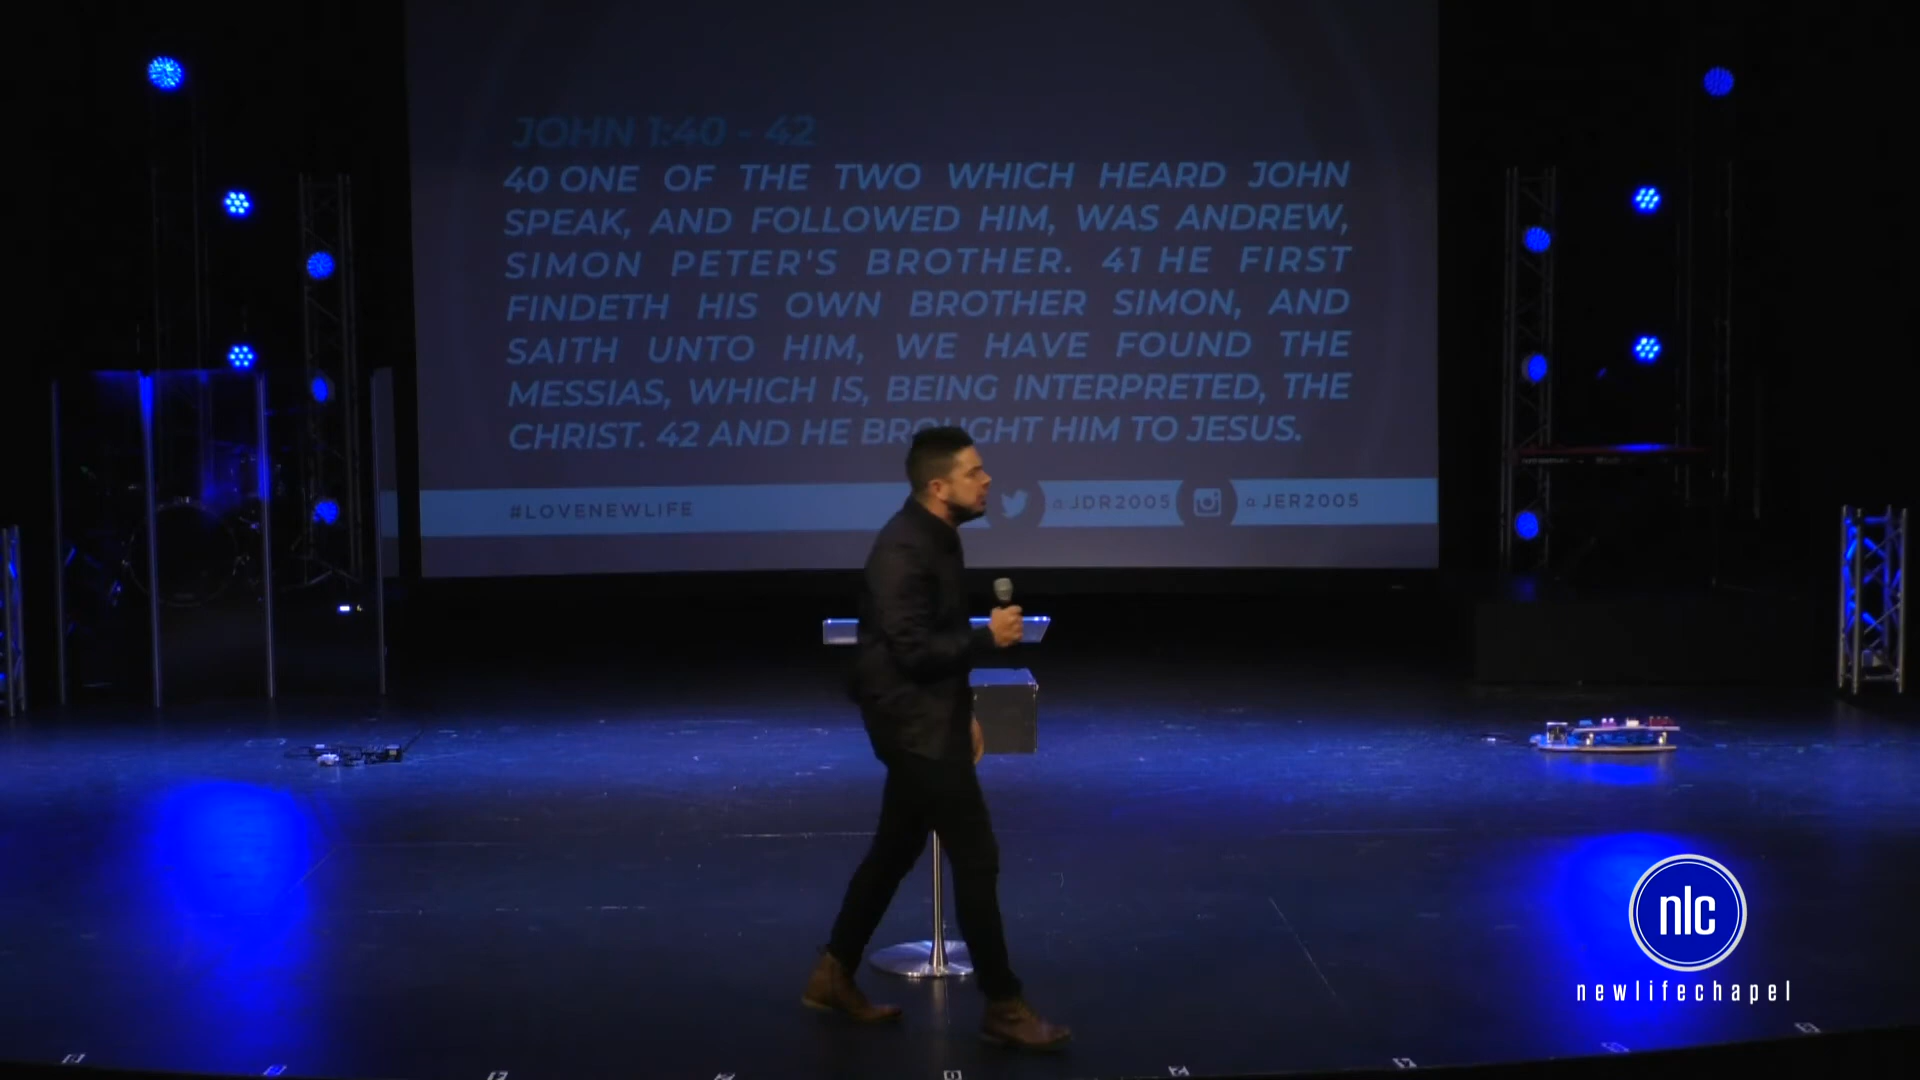 JOHN 1:40 - 42
40 ONE OF THE TWO WHICH HEARD JOHN
SPEAK, AND FOLLOWED HIM, WAS ANDREW,
SIMON PETER'S BROTHER. 41 HE FIRST
FINDETH HIS OWN BROTHER SIMON, AND
SAITH UNTO HIM, WE HAVE FOUND THE
MESSIAS, WHICH IS, BEING INTERPRETED, THE
CHRIST. 42 AND HE BROUGHT HIM TO JESUS.
#LOVENEWLIFE @JDR2005 @JER2005
nlc
newlifechapel